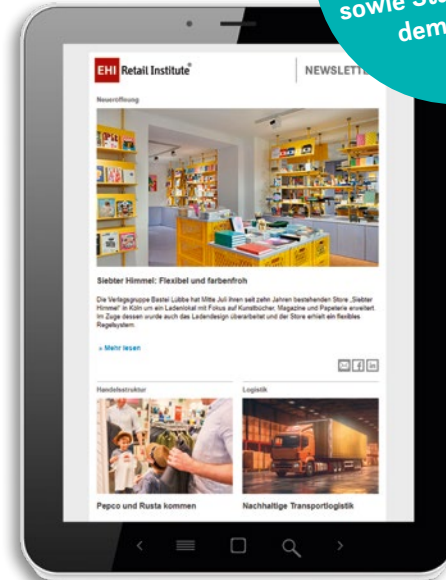 sowie Sta
dem
EHI Retail Institute®
NEWSLETTE
Neueröffnung
Siebter Himmel: Flexibel und farbenfroh
Die Verlagsgruppe Bastei Lübbe hat Mitte Juli ihren seit zehn Jahren bestehenden Store „Siebter
Himmel“ in Köln um ein Ladenlokal mit Fokus auf Kunstbücher, Magazine und Papeterie erweitert.
Im Zuge dessen wurde auch das Ladendesign überarbeitet und der Store erhielt ein flexibles
Regalsystem.
» Mehr lesen
Handelsstruktur
Logistik
Pepco und Rusta kommen
Nachhaltige Transportlogistik